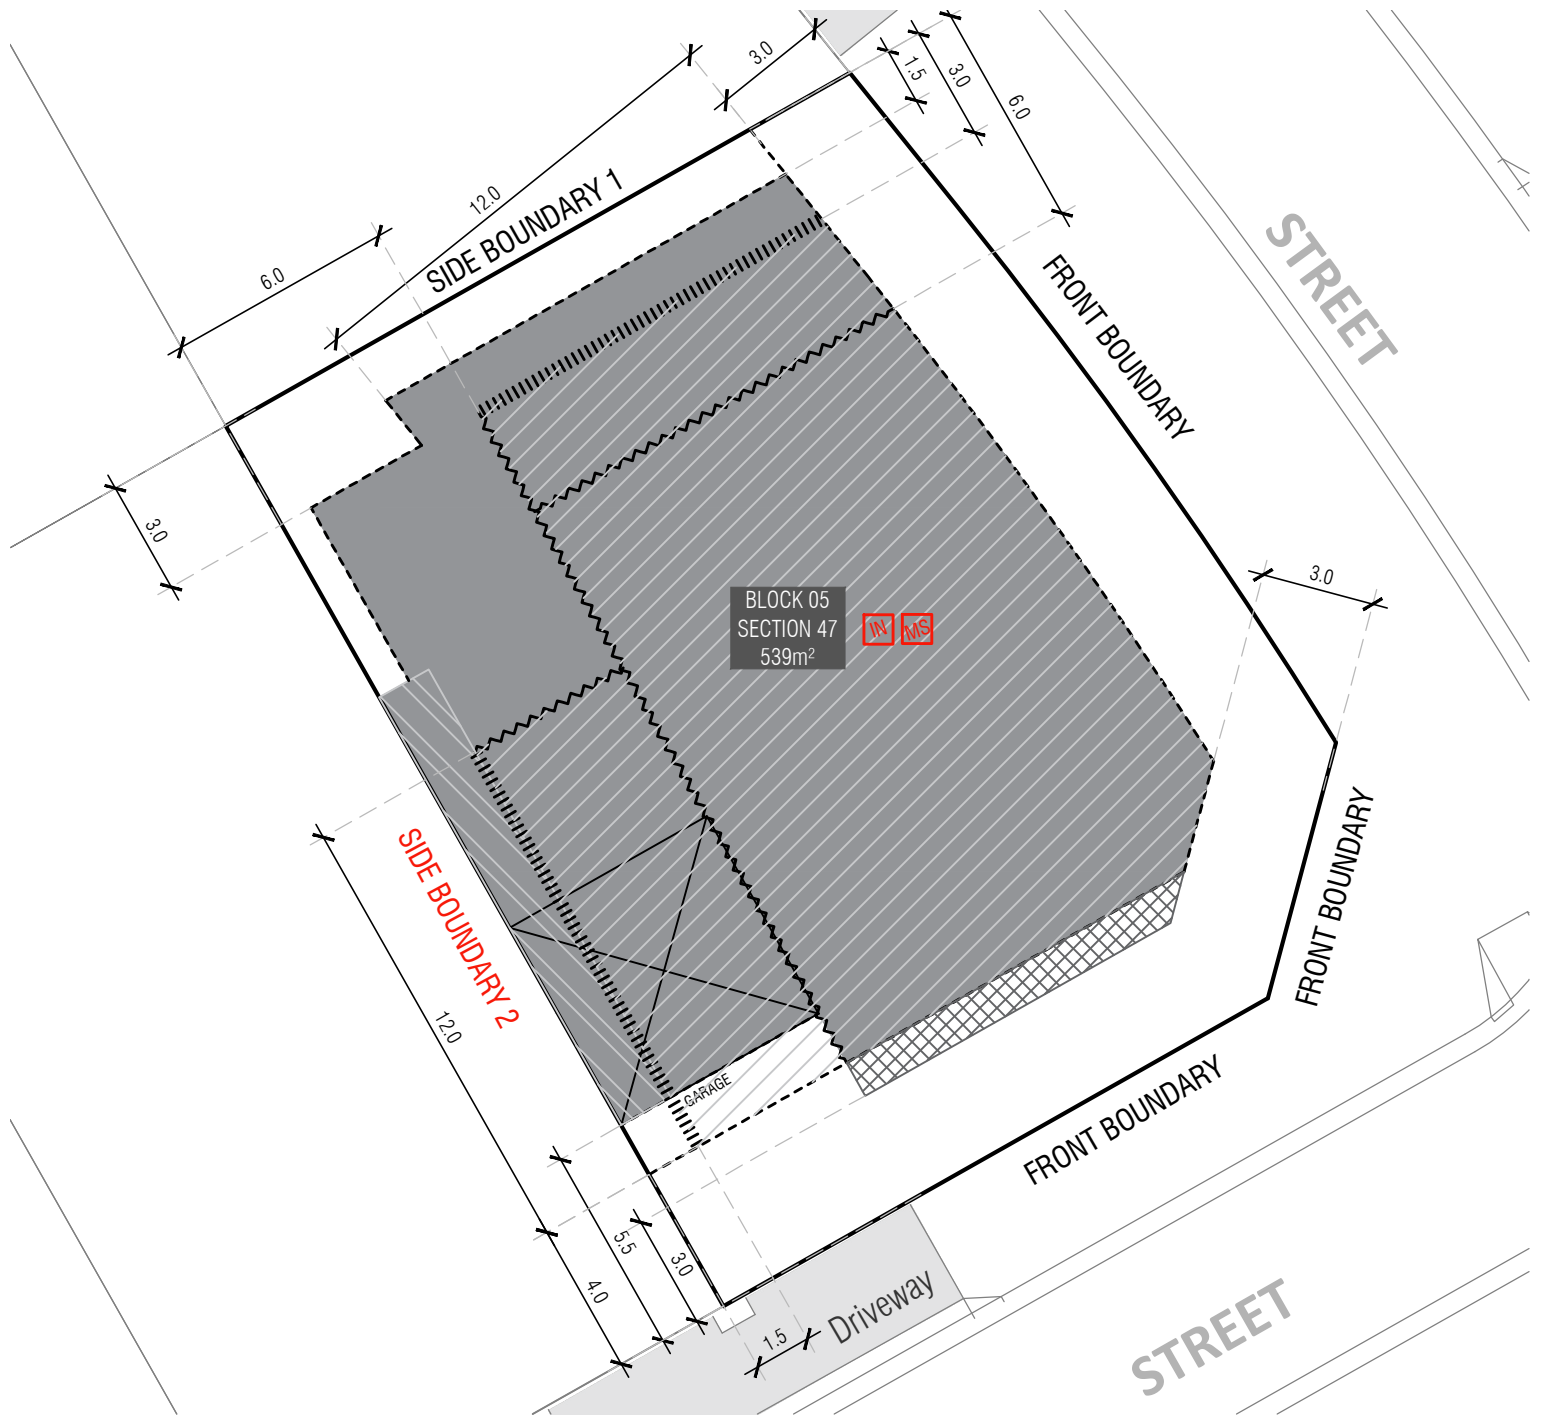 3.0
1.5
3.0
6.0
12.0
SIDE BOUNDARY 1
6.0
STREET
FRONT BOUNDARY
3.0
3.0
BLOCK 05
SECTION 47
539m²
IN
MS
SIDE BOUNDARY 2
FRONT BOUNDARY
12.0
GARAGE
FRONT BOUNDARY
5.5
3.0
4.0
1.5
Driveway
STREET